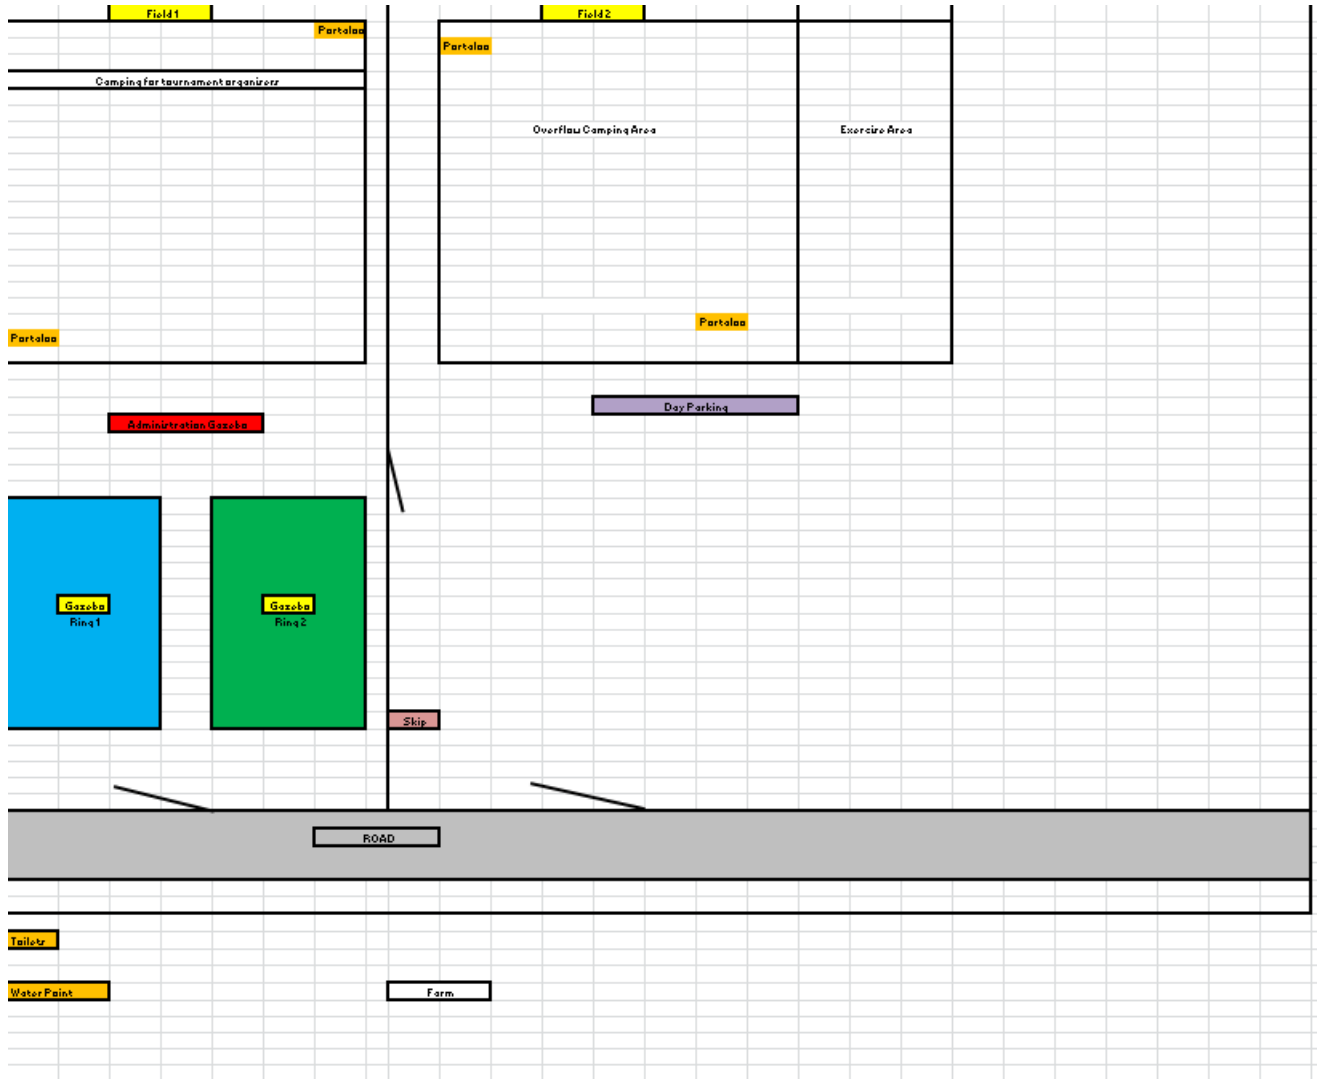 Field 1
Field 2
Portaloo
Portaloo
Camping for tournament organisers
Overflow Camping Area
Exercise Area
Portaloo
Portaloo
Day Parking
Administration Gazebo
Gazebo
Ring 1
Gazebo
Ring 2
Skip
ROAD
Toilets
Water Point
Farm